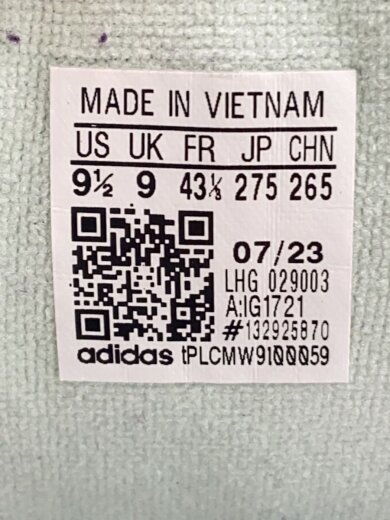 MADE IN VIETNAM
US UK FR JP CHN
9½ 9 43⅓ 275 265
07/23
LHG 029003
A:IG1721
#132925870
adidas tPLCMW9I00059